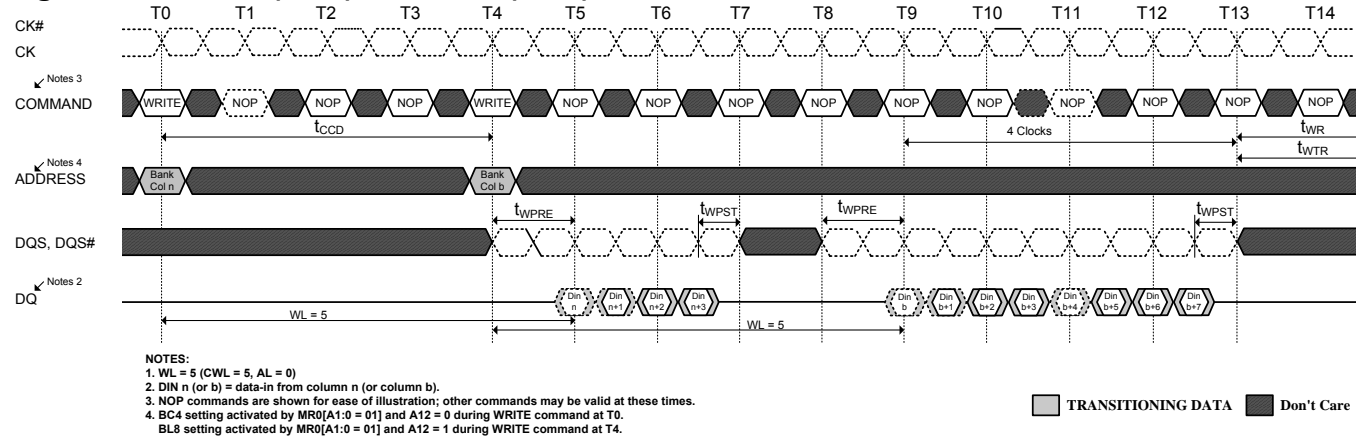 T0 T1 T2 T3 T4 T5 T6 T7 T8 T9 T10 T11 T12 T13 T14
CK#
CK
Notes 3
COMMAND WRITE NOP NOP NOP WRITE NOP NOP NOP NOP NOP NOP NOP NOP NOP NOP
tCCD 4 Clocks tWR
tWTR
Notes 4
ADDRESS Bank Col n Bank Col b
tWPRE tWPST tWPRE tWPST
DQS, DQS#
Notes 2
DQ Din n Din n+1 Din n+2 Din n+3 Din b Din b+1 Din b+2 Din b+3 Din b+4 Din b+5 Din b+6 Din b+7
WL = 5 WL = 5
NOTES:
1. WL = 5 (CWL = 5, AL = 0)
2. DIN n (or b) = data-in from column n (or column b).
3. NOP commands are shown for ease of illustration; other commands may be valid at these times.
4. BC4 setting activated by MR0[A1:0 = 01] and A12 = 0 during WRITE command at T0.
BL8 setting activated by MR0[A1:0 = 01] and A12 = 1 during WRITE command at T4.
TRANSITIONING DATA Don't Care